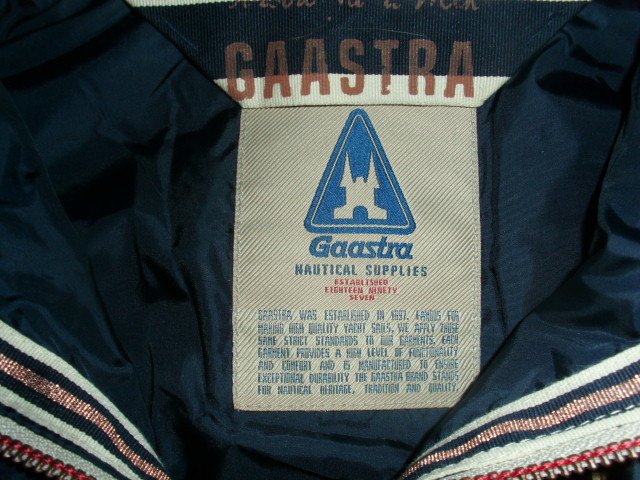 GAASTRA
Gaastra
NAUTICAL SUPPLIES
ESTABLISHED
EIGHTEEN NINETY
SEVEN
GAASTRA WAS ESTABLISHED IN 1897. FAMOUS FOR
MAKING HIGH QUALITY YACHT SAILS, WE APPLY THOSE
SAME STRICT STANDARDS TO OUR GARMENTS. EACH
GARMENT PROVIDES A HIGH LEVEL OF FUNCTIONALITY
AND COMFORT AND IS MANUFACTURED TO ENSURE
EXCEPTIONAL DURABILITY THE GAASTRA BRAND STANDS
FOR NAUTICAL HERITAGE, TRADITION AND QUALITY.